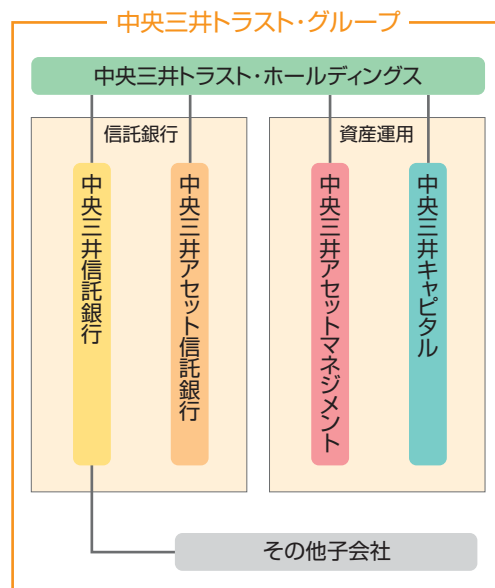 中央三井トラスト・グループ
中央三井トラスト・ホールディングス
信託銀行
資産運用
中央三井信託銀行
中央三井アセット信託銀行
中央三井アセットマネジメント
中央三井キャピタル
その他子会社